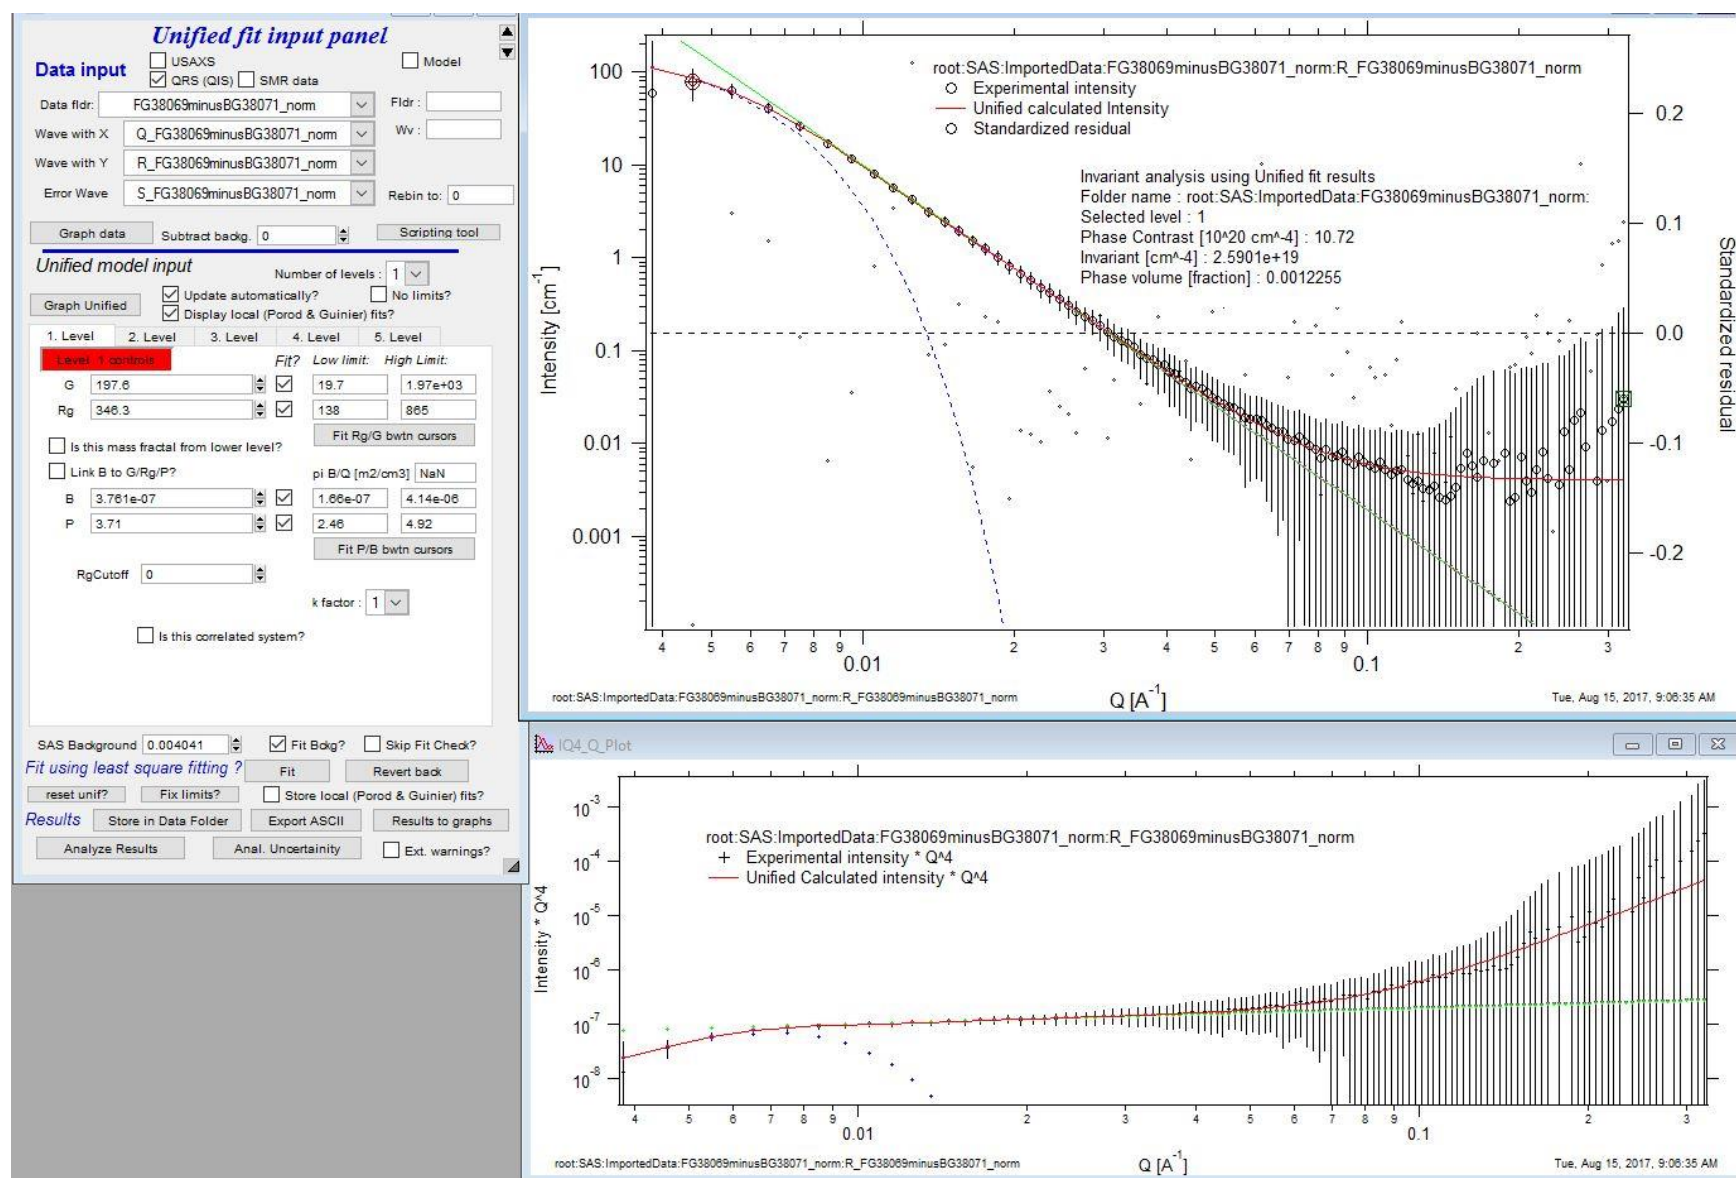 Unified fit input panel
Data input
USAXS
Model
QRS (QIS)
SMR data
Data fldr: FG38069minusBG38071_norm Fldr :
Wave with X Q_FG38069minusBG38071_norm Wv :
Wave with Y R_FG38069minusBG38071_norm
Error Wave S_FG38069minusBG38071_norm Rebin to: 0
Graph data Subtract backg. 0 Scripting tool
Unified model input Number of levels : 1
Graph Unified Update automatically? No limits?
Display local (Porod & Guinier) fits?
1. Level 2. Level 3. Level 4. Level 5. Level
Level 1 controls Fit? Low limit: High Limit:
G 197.6 19.7 1.97e+03
Rg 346.3 138 865
Fit Rg/G bwtn cursors
Is this mass fractal from lower level?
Link B to G/Rg/P? pi B/Q [m2/cm3] NaN
B 3.761e-07 1.66e-07 4.14e-06
P 3.71 2.46 4.92
Fit P/B bwtn cursors
RgCutoff 0
k factor : 1
Is this correlated system?
SAS Background 0.004041 Fit Bckg? Skip Fit Check?
Fit using least square fitting ? Fit Revert back
reset unif? Fix limits? Store local (Porod & Guinier) fits?
Results Store in Data Folder Export ASCII Results to graphs
Analyze Results Anal. Uncertainity Ext. warnings?
root:SAS:ImportedData:FG38069minusBG38071_norm:R_FG38069minusBG38071_norm
Experimental intensity
Unified calculated Intensity
Standardized residual
Invariant analysis using Unified fit results
Folder name : root:SAS:ImportedData:FG38069minusBG38071_norm:
Selected level : 1
Phase Contrast [10^20 cm^-4] : 10.72
Invariant [cm^-4] : 2.5901e+19
Phase volume [fraction] : 0.0012255
Intensity [cm-1]
100
10
1
0.1
0.01
0.001
0.2
0.1
0.0
-0.1
-0.2
Standardized residual
4 5 6 7 8 9 0.01 2 3 4 5 6 7 8 9 0.1 2 3
root:SAS:ImportedData:FG38069minusBG38071_norm:R_FG38069minusBG38071_norm
Q [A-1]
Tue, Aug 15, 2017, 9:06:35 AM
IQ4_Q_Plot
root:SAS:ImportedData:FG38069minusBG38071_norm:R_FG38069minusBG38071_norm
Experimental intensity * Q^4
Unified Calculated intensity * Q^4
Intensity * Q^4
10-3
10-4
10-5
10-6
10-7
10-8
4 5 6 7 8 9 0.01 2 3 4 5 6 7 8 9 0.1 2 3
root:SAS:ImportedData:FG38069minusBG38071_norm:R_FG38069minusBG38071_norm
Q [A-1]
Tue, Aug 15, 2017, 9:06:35 AM